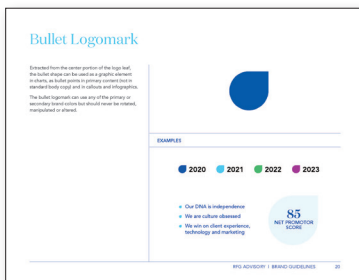 Bullet Logomark
Extracted from the center portion of the logo leaf,
the bullet shape can be used as a graphic element
in charts, as bullet points in primary content (not in
standard body copy) and in callouts and infographics.
The bullet logomark can use any of the primary or
secondary brand colors but should never be rotated,
manipulated or altered.
EXAMPLES
2020 2021 2022 2023
Our DNA is independence
We are culture obsessed
We win on client experience,
technology and marketing
85
NET PROMOTOR
SCORE
RFG ADVISORY | BRAND GUIDELINES 20